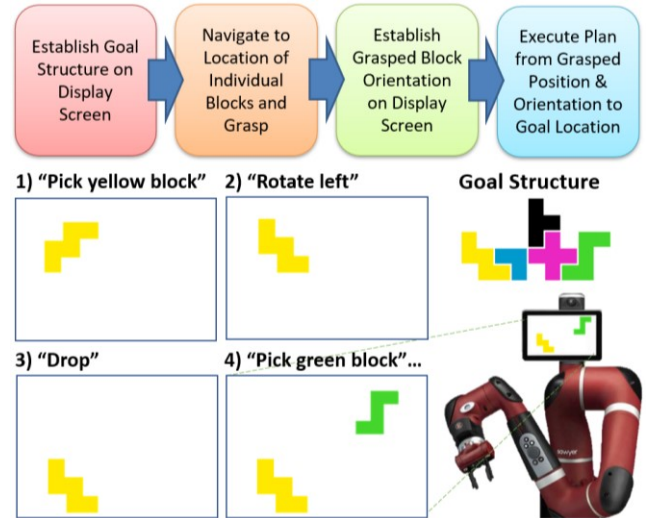 Establish Goal
Structure on
Display
Screen
Navigate to
Location of
Individual
Blocks and
Grasp
Establish
Grasped Block
Orientation
on Display
Screen
Execute Plan
from Grasped
Position &
Orientation to
Goal Location
1) “Pick yellow block”
2) “Rotate left”
Goal Structure
3) “Drop”
4) “Pick green block”...
sawyer